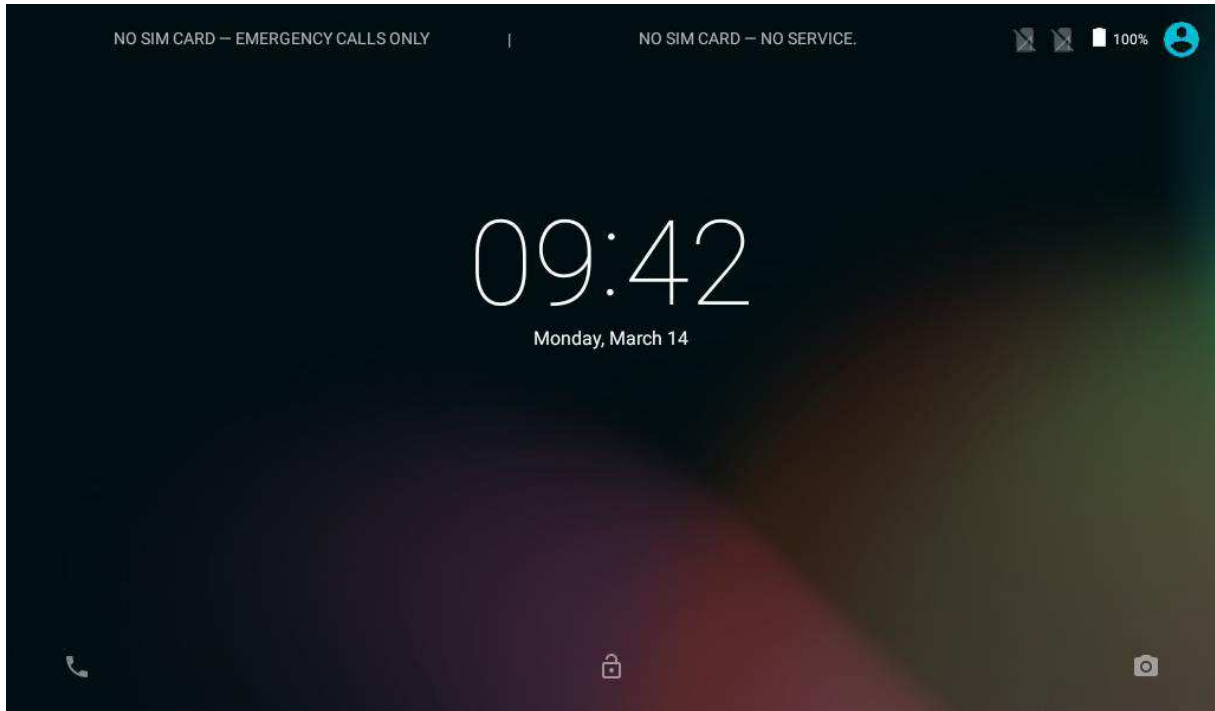 NO SIM CARD — EMERGENCY CALLS ONLY | NO SIM CARD — NO SERVICE. 100%
09:42
Monday, March 14